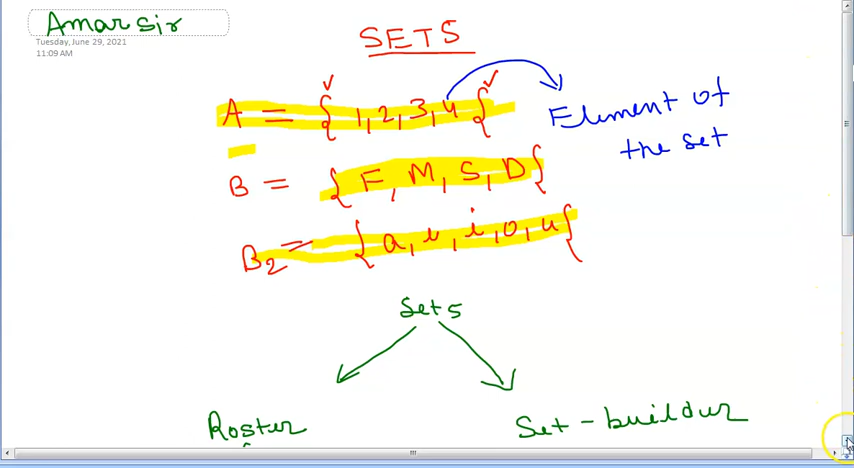 Amar sir
Tuesday, June 29, 2021
11:09 AM
SETS
A = { 1, 2, 3, 4 }
Element of
the set
B = { F, M, S, D }
B2 = { a, e, i, o, u }
Sets
Roster
Set - builder